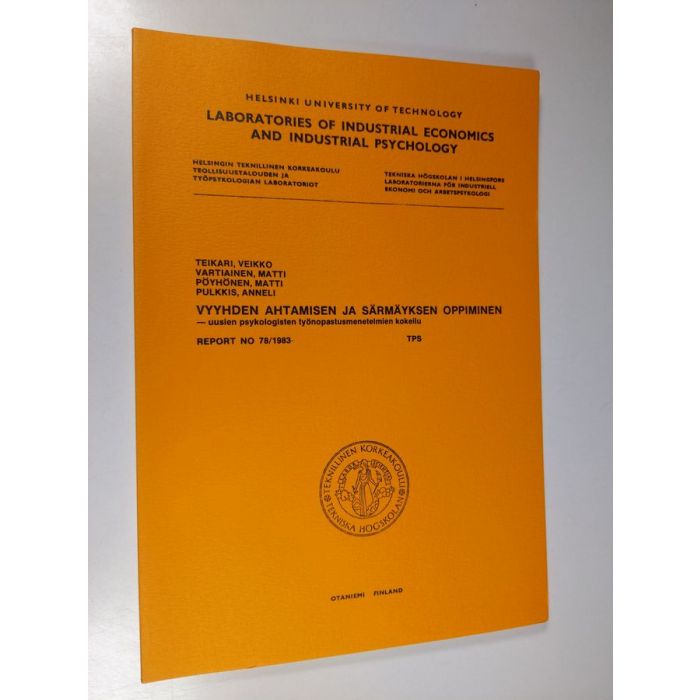 HELSINKI UNIVERSITY OF TECHNOLOGY
LABORATORIES OF INDUSTRIAL ECONOMICS
AND INDUSTRIAL PSYCHOLOGY
HELSINGIN TEKNILLINEN KORKEAKOULU
TEOLLISUUSTALOUDEN JA
TYÖPSYKOLOGIAN LABORATORIOT
TEKNISKA HÖGSKOLAN I HELSINGFORS
LABORATORIERNA FÖR INDUSTRIELL
EKONOMI OCH ARBETSPSYKOLOGI
TEIKARI, VEIKKO
VARTIAINEN, MATTI
PÖYHÖNEN, MATTI
PULKKIS, ANNELI
VYYHDEN AHTAMISEN JA SÄRMÄYKSEN OPPIMINEN
— uusien psykologisten työnopastusmenetelmien kokeilu
REPORT NO 78/1983 TPS
TEKNILLINEN KORKEAKOULU
TEKNISKA HÖGSKOLAN
OTANIEMI FINLAND